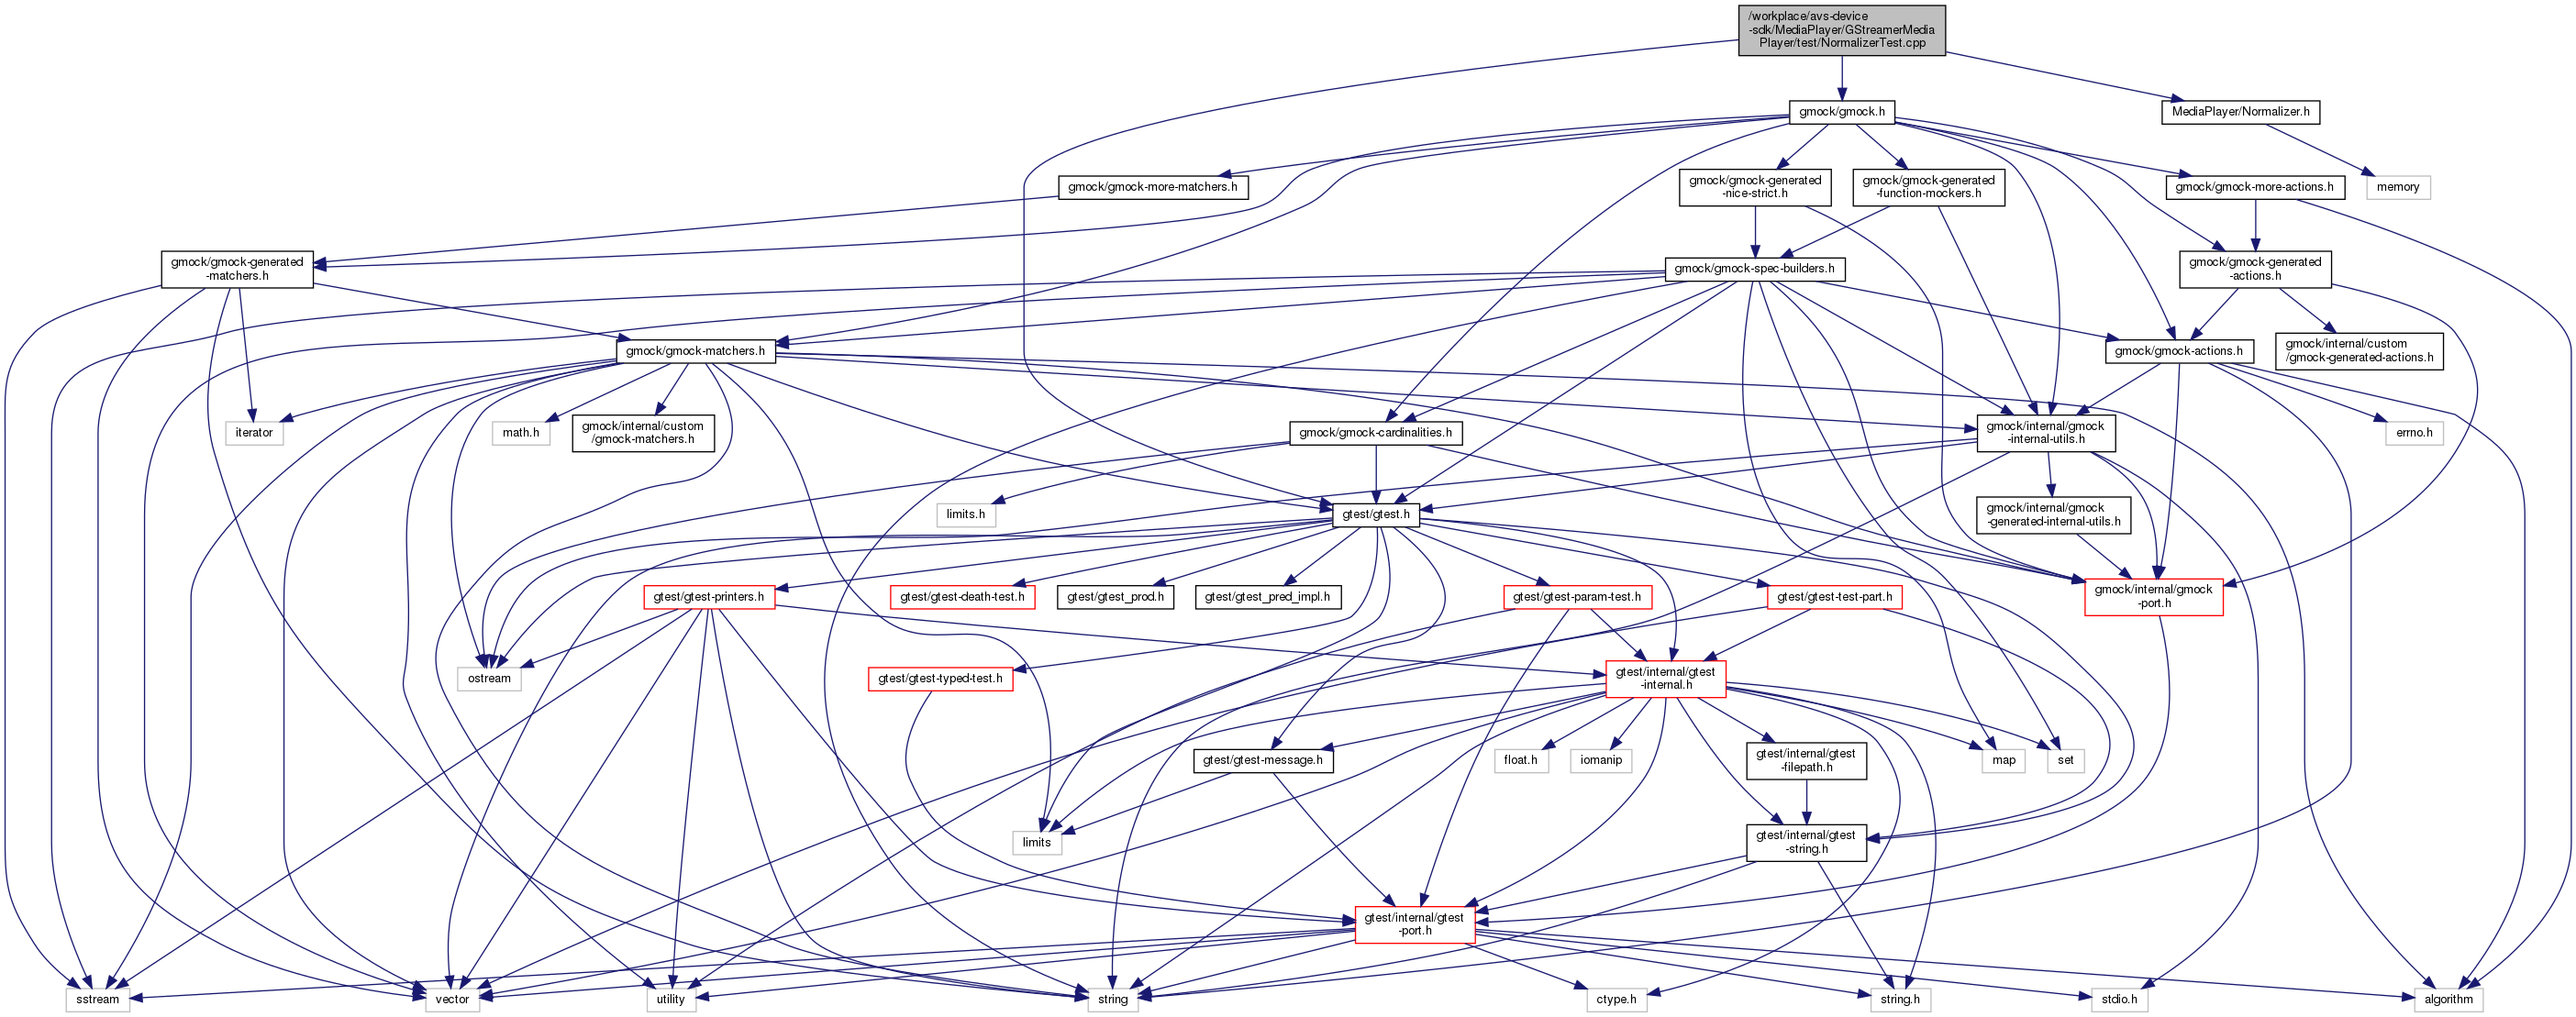 /workplace/avs-device
-sdk/MediaPlayer/GStreamerMedia
Player/test/NormalizerTest.cpp
gmock/gmock.h
MediaPlayer/Normalizer.h
gmock/gmock-more-matchers.h
gmock/gmock-generated
-nice-strict.h
gmock/gmock-generated
-function-mockers.h
gmock/gmock-more-actions.h
memory
gmock/gmock-generated
-matchers.h
gmock/gmock-spec-builders.h
gmock/gmock-generated
-actions.h
gmock/gmock-matchers.h
gmock/gmock-actions.h
gmock/internal/custom
/gmock-generated-actions.h
iterator
math.h
gmock/internal/custom
/gmock-matchers.h
gmock/gmock-cardinalities.h
gmock/internal/gmock
-internal-utils.h
errno.h
limits.h
gtest/gtest.h
gmock/internal/gmock
-generated-internal-utils.h
gtest/gtest-printers.h
gtest/gtest-death-test.h
gtest/gtest_prod.h
gtest/gtest_pred_impl.h
gtest/gtest-param-test.h
gtest/gtest-test-part.h
gmock/internal/gmock
-port.h
ostream
gtest/gtest-typed-test.h
gtest/internal/gtest
-internal.h
gtest/gtest-message.h
float.h
iomanip
gtest/internal/gtest
-filepath.h
map
set
limits
gtest/internal/gtest
-string.h
gtest/internal/gtest
-port.h
sstream
vector
utility
string
ctype.h
string.h
stdio.h
algorithm